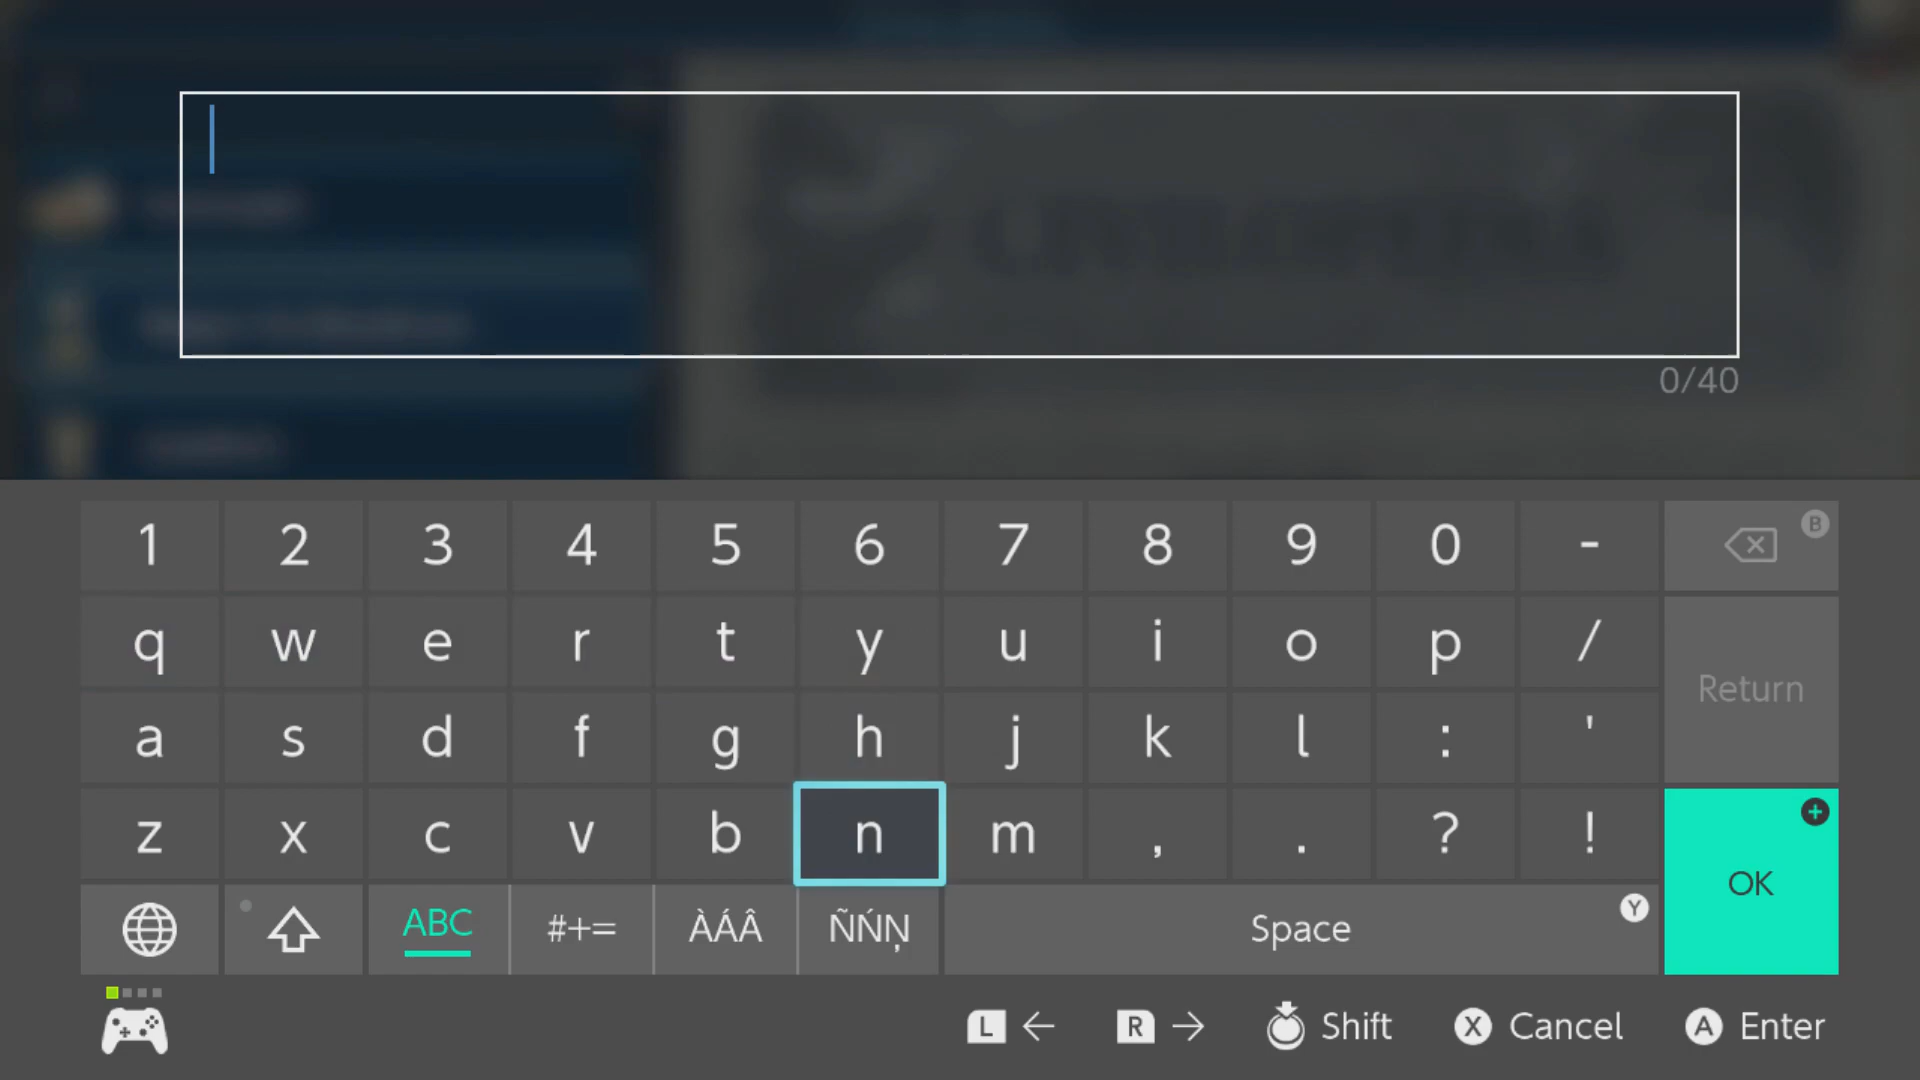 0/40
1 2 3 4 5 6 7 8 9 0 - B
q w e r t y u i o p /
Return
a s d f g h j k l : '
z x c v b n m , . ? !
+
OK
ABC #+= ÀÁÂ ÑŃŅ Space Y
L ← R → Shift X Cancel A Enter